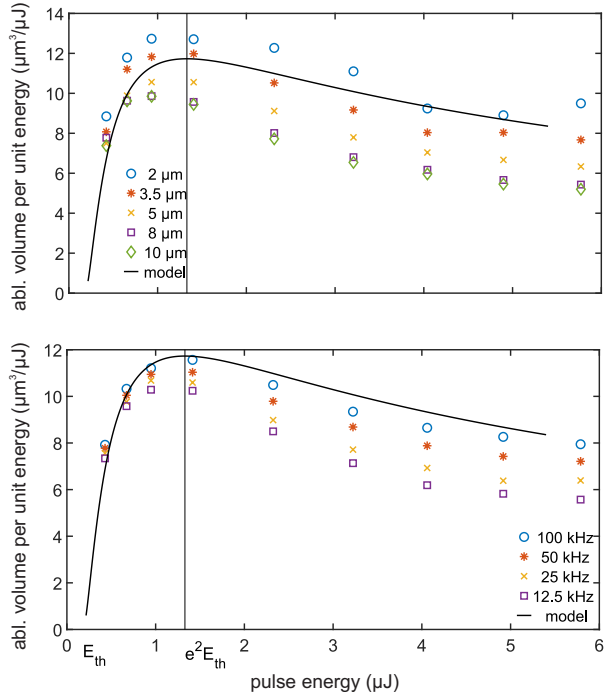 14
12
10
8
6
4
2
0
abl. volume per unit energy (µm³/µJ)
2 µm
3.5 µm
5 µm
8 µm
10 µm
model
12
10
8
6
4
2
0
abl. volume per unit energy (µm³/µJ)
100 kHz
50 kHz
25 kHz
12.5 kHz
model
0 E_th 1 e²E_th 2 3 4 5 6
pulse energy (µJ)